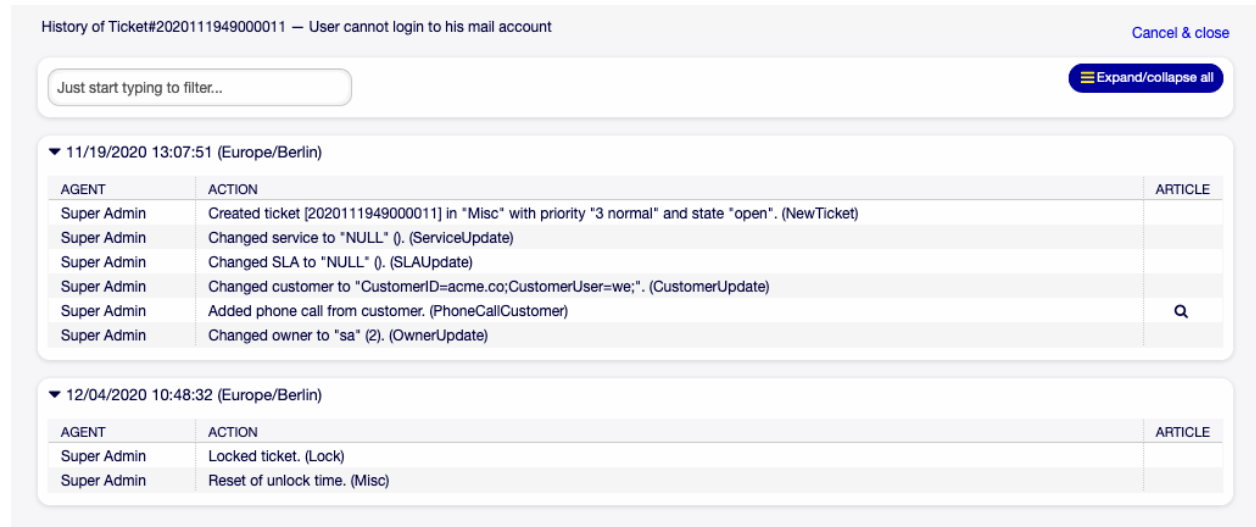 History of Ticket#2020111949000011 — User cannot login to his mail account
Cancel & close
Just start typing to filter...
Expand/collapse all
11/19/2020 13:07:51 (Europe/Berlin)
AGENT ACTION ARTICLE
Super Admin Created ticket [2020111949000011] in "Misc" with priority "3 normal" and state "open". (NewTicket)
Super Admin Changed service to "NULL" (). (ServiceUpdate)
Super Admin Changed SLA to "NULL" (). (SLAUpdate)
Super Admin Changed customer to "CustomerID=acme.co;CustomerUser=we;". (CustomerUpdate)
Super Admin Added phone call from customer. (PhoneCallCustomer)
Super Admin Changed owner to "sa" (2). (OwnerUpdate)
12/04/2020 10:48:32 (Europe/Berlin)
AGENT ACTION ARTICLE
Super Admin Locked ticket. (Lock)
Super Admin Reset of unlock time. (Misc)